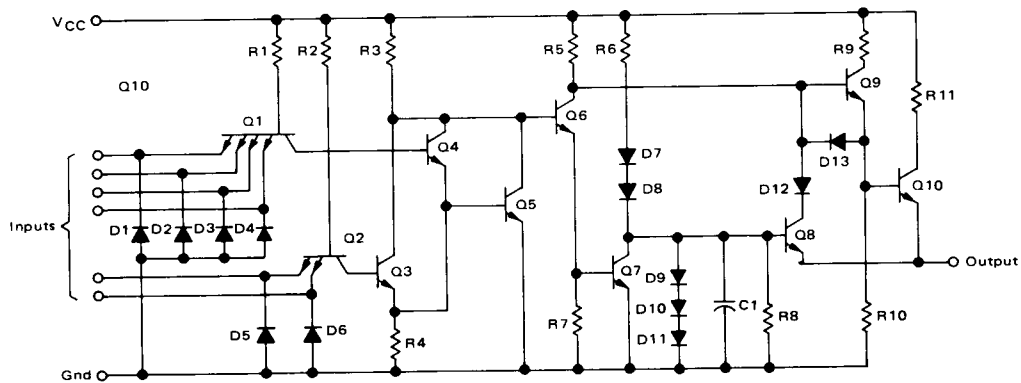 VCC
R1
R2
R3
R5
R6
R9
Q10
R11
Q9
Q1
Q6
Q4
D7
D13
D8
D12
Q10
Q5
Inputs
D1
D2
D3
D4
Q2
Q8
Output
Q3
Q7
D9
D5
D6
R4
R7
D10
C1
R8
R10
D11
Gnd